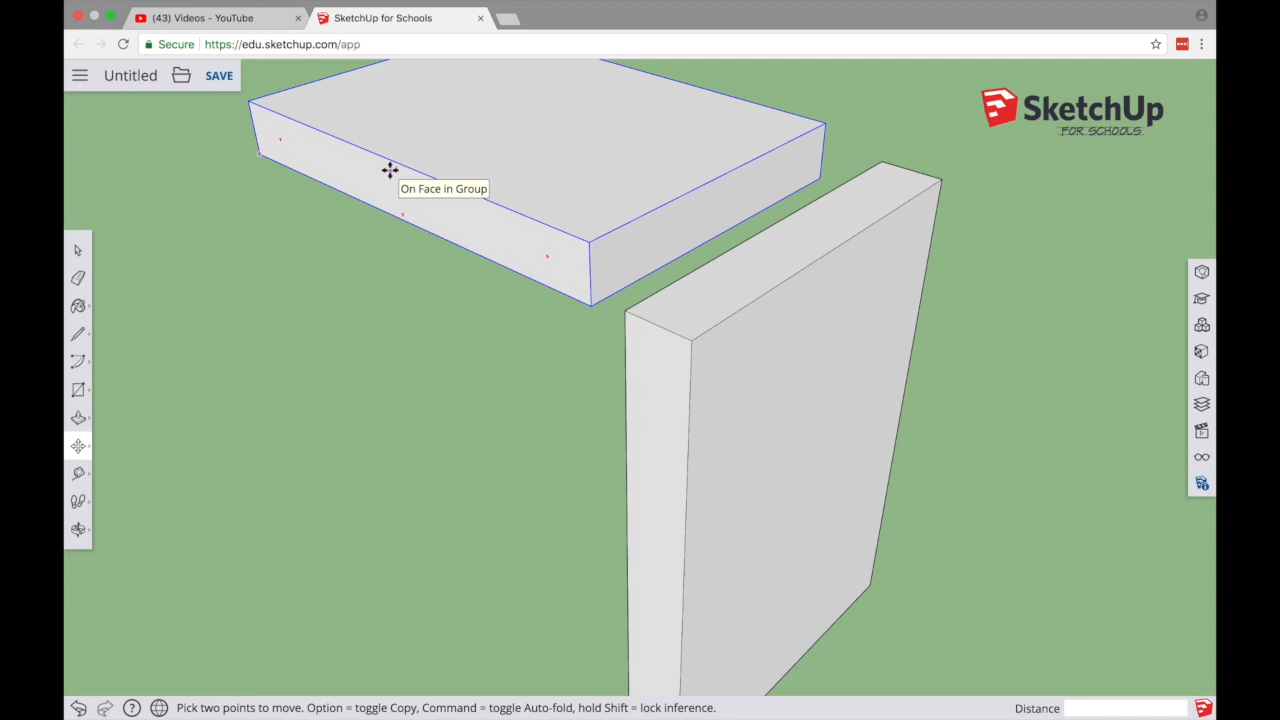 (43) Videos - YouTube
SketchUp for Schools
Secure
https://edu.sketchup.com/app
Untitled
SAVE
SketchUp
FOR SCHOOLS
On Face in Group
Pick two points to move. Option = toggle Copy, Command = toggle Auto-fold, hold Shift = lock inference.
Distance